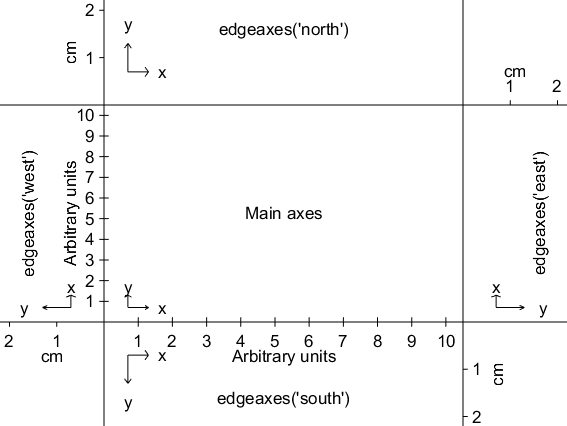 2
y
edgeaxes('north')
cm
1
x
cm
1 2
10
9
8
7
6
5
4
3
2
1
Arbitrary units
edgeaxes('west')
Main axes
edgeaxes('east')
x
y
y
x
x
y
2 1
cm
1 2 3 4 5 6 7 8 9 10
x
Arbitrary units
y
edgeaxes('south')
1
cm
2